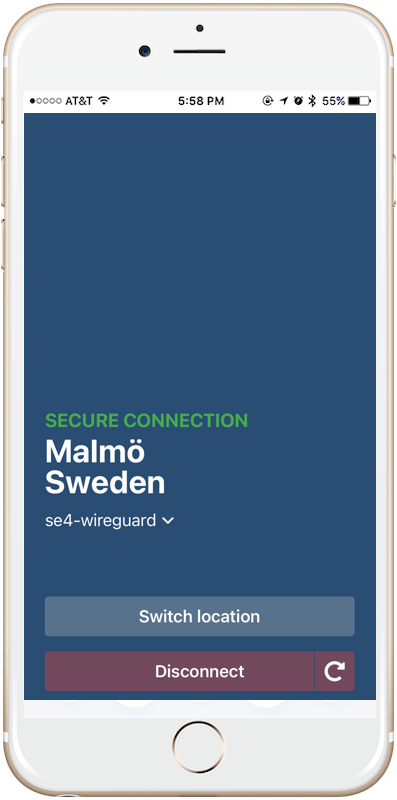 AT&T 5:58 PM 55%
SECURE CONNECTION
Malmö
Sweden
se4-wireguard
Switch location
Disconnect